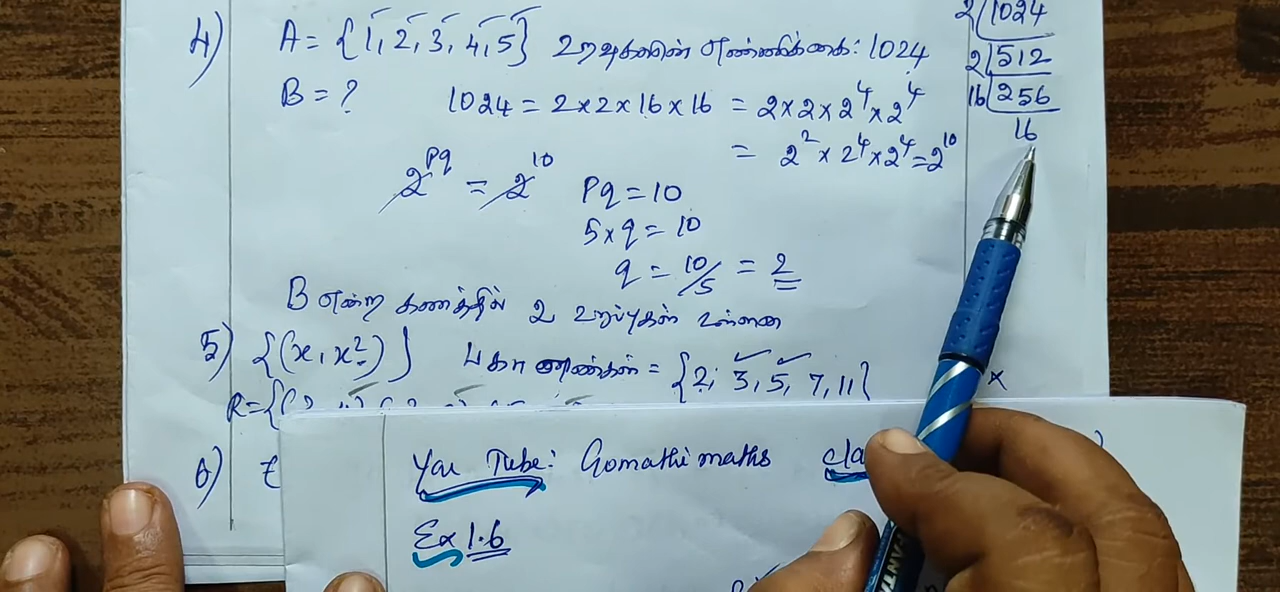 4) A = {1, 2, 3, 4, 5} உறவுகளின் எண்ணிக்கை: 1024
B = ? 1024 = 2×2×16×16 = 2×2×2⁴×2⁴
= 2²×2⁴×2⁴=2¹⁰
2^pq = 2¹⁰ Pq = 10
5×q = 10
q = 10/5 = 2
B என்ற கணத்தில் 2 உறுப்புகள் உள்ளன
5) {(x, x²)} பகா எண்கள் = {2, 3, 5, 7, 11}
R={(2
6) t
2 1024
2 512
16 256
16
x
You Tube: Gomathi maths cla
Ex 1.6